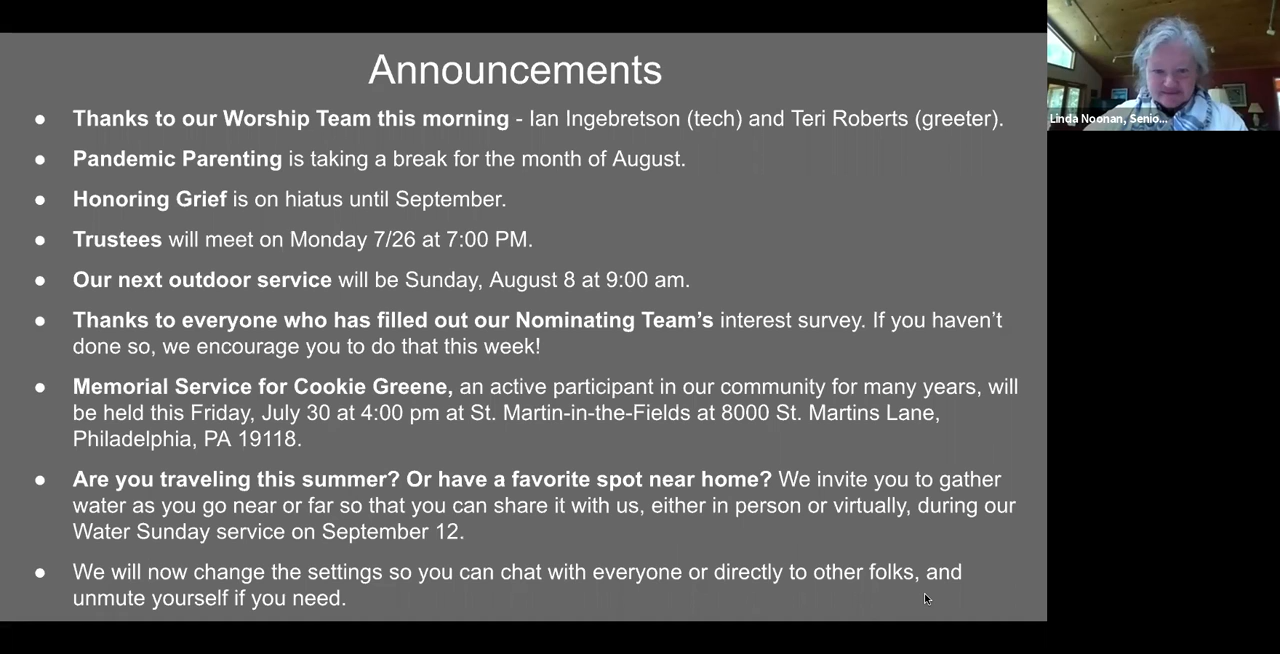 Announcements
● Thanks to our Worship Team this morning - Ian Ingebretson (tech) and Teri Roberts (greeter).
● Pandemic Parenting is taking a break for the month of August.
● Honoring Grief is on hiatus until September.
● Trustees will meet on Monday 7/26 at 7:00 PM.
● Our next outdoor service will be Sunday, August 8 at 9:00 am.
● Thanks to everyone who has filled out our Nominating Team’s interest survey. If you haven’t
done so, we encourage you to do that this week!
● Memorial Service for Cookie Greene, an active participant in our community for many years, will
be held this Friday, July 30 at 4:00 pm at St. Martin-in-the-Fields at 8000 St. Martins Lane,
Philadelphia, PA 19118.
● Are you traveling this summer? Or have a favorite spot near home? We invite you to gather
water as you go near or far so that you can share it with us, either in person or virtually, during our
Water Sunday service on September 12.
● We will now change the settings so you can chat with everyone or directly to other folks, and
unmute yourself if you need.
Linda Noonan, Senio...